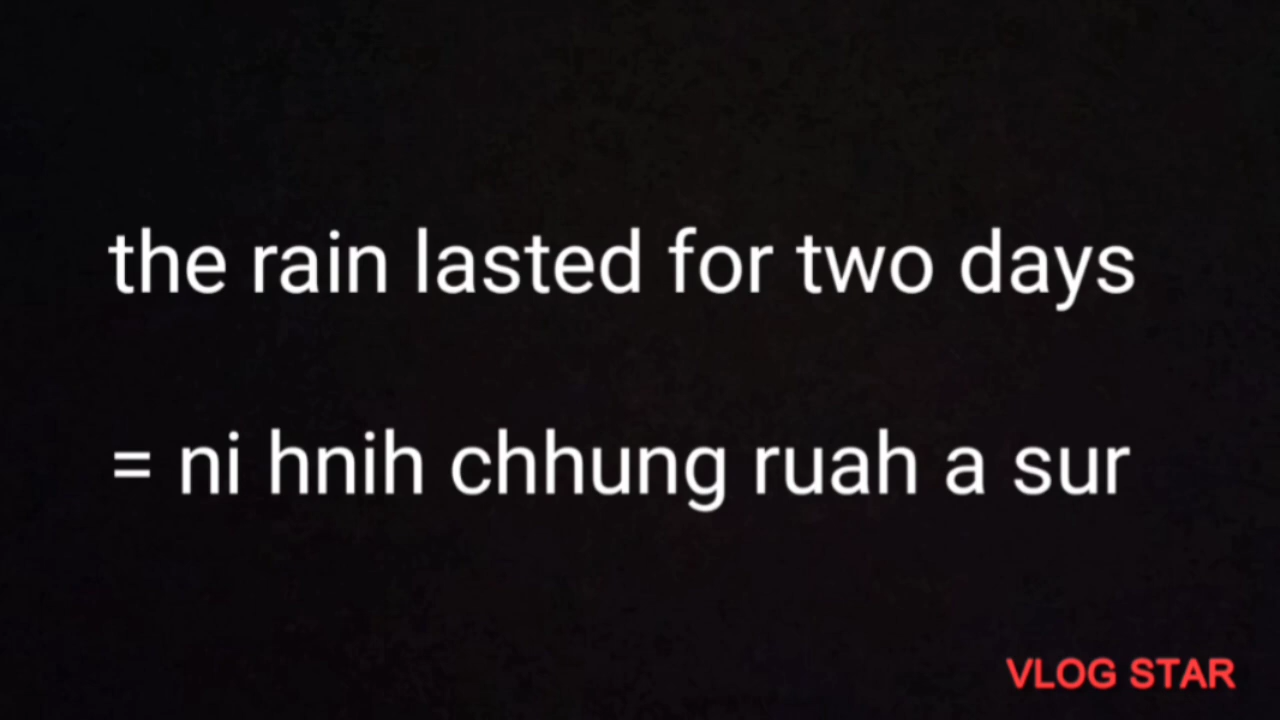 the rain lasted for two days
= ni hnih chhung ruah a sur
VLOG STAR